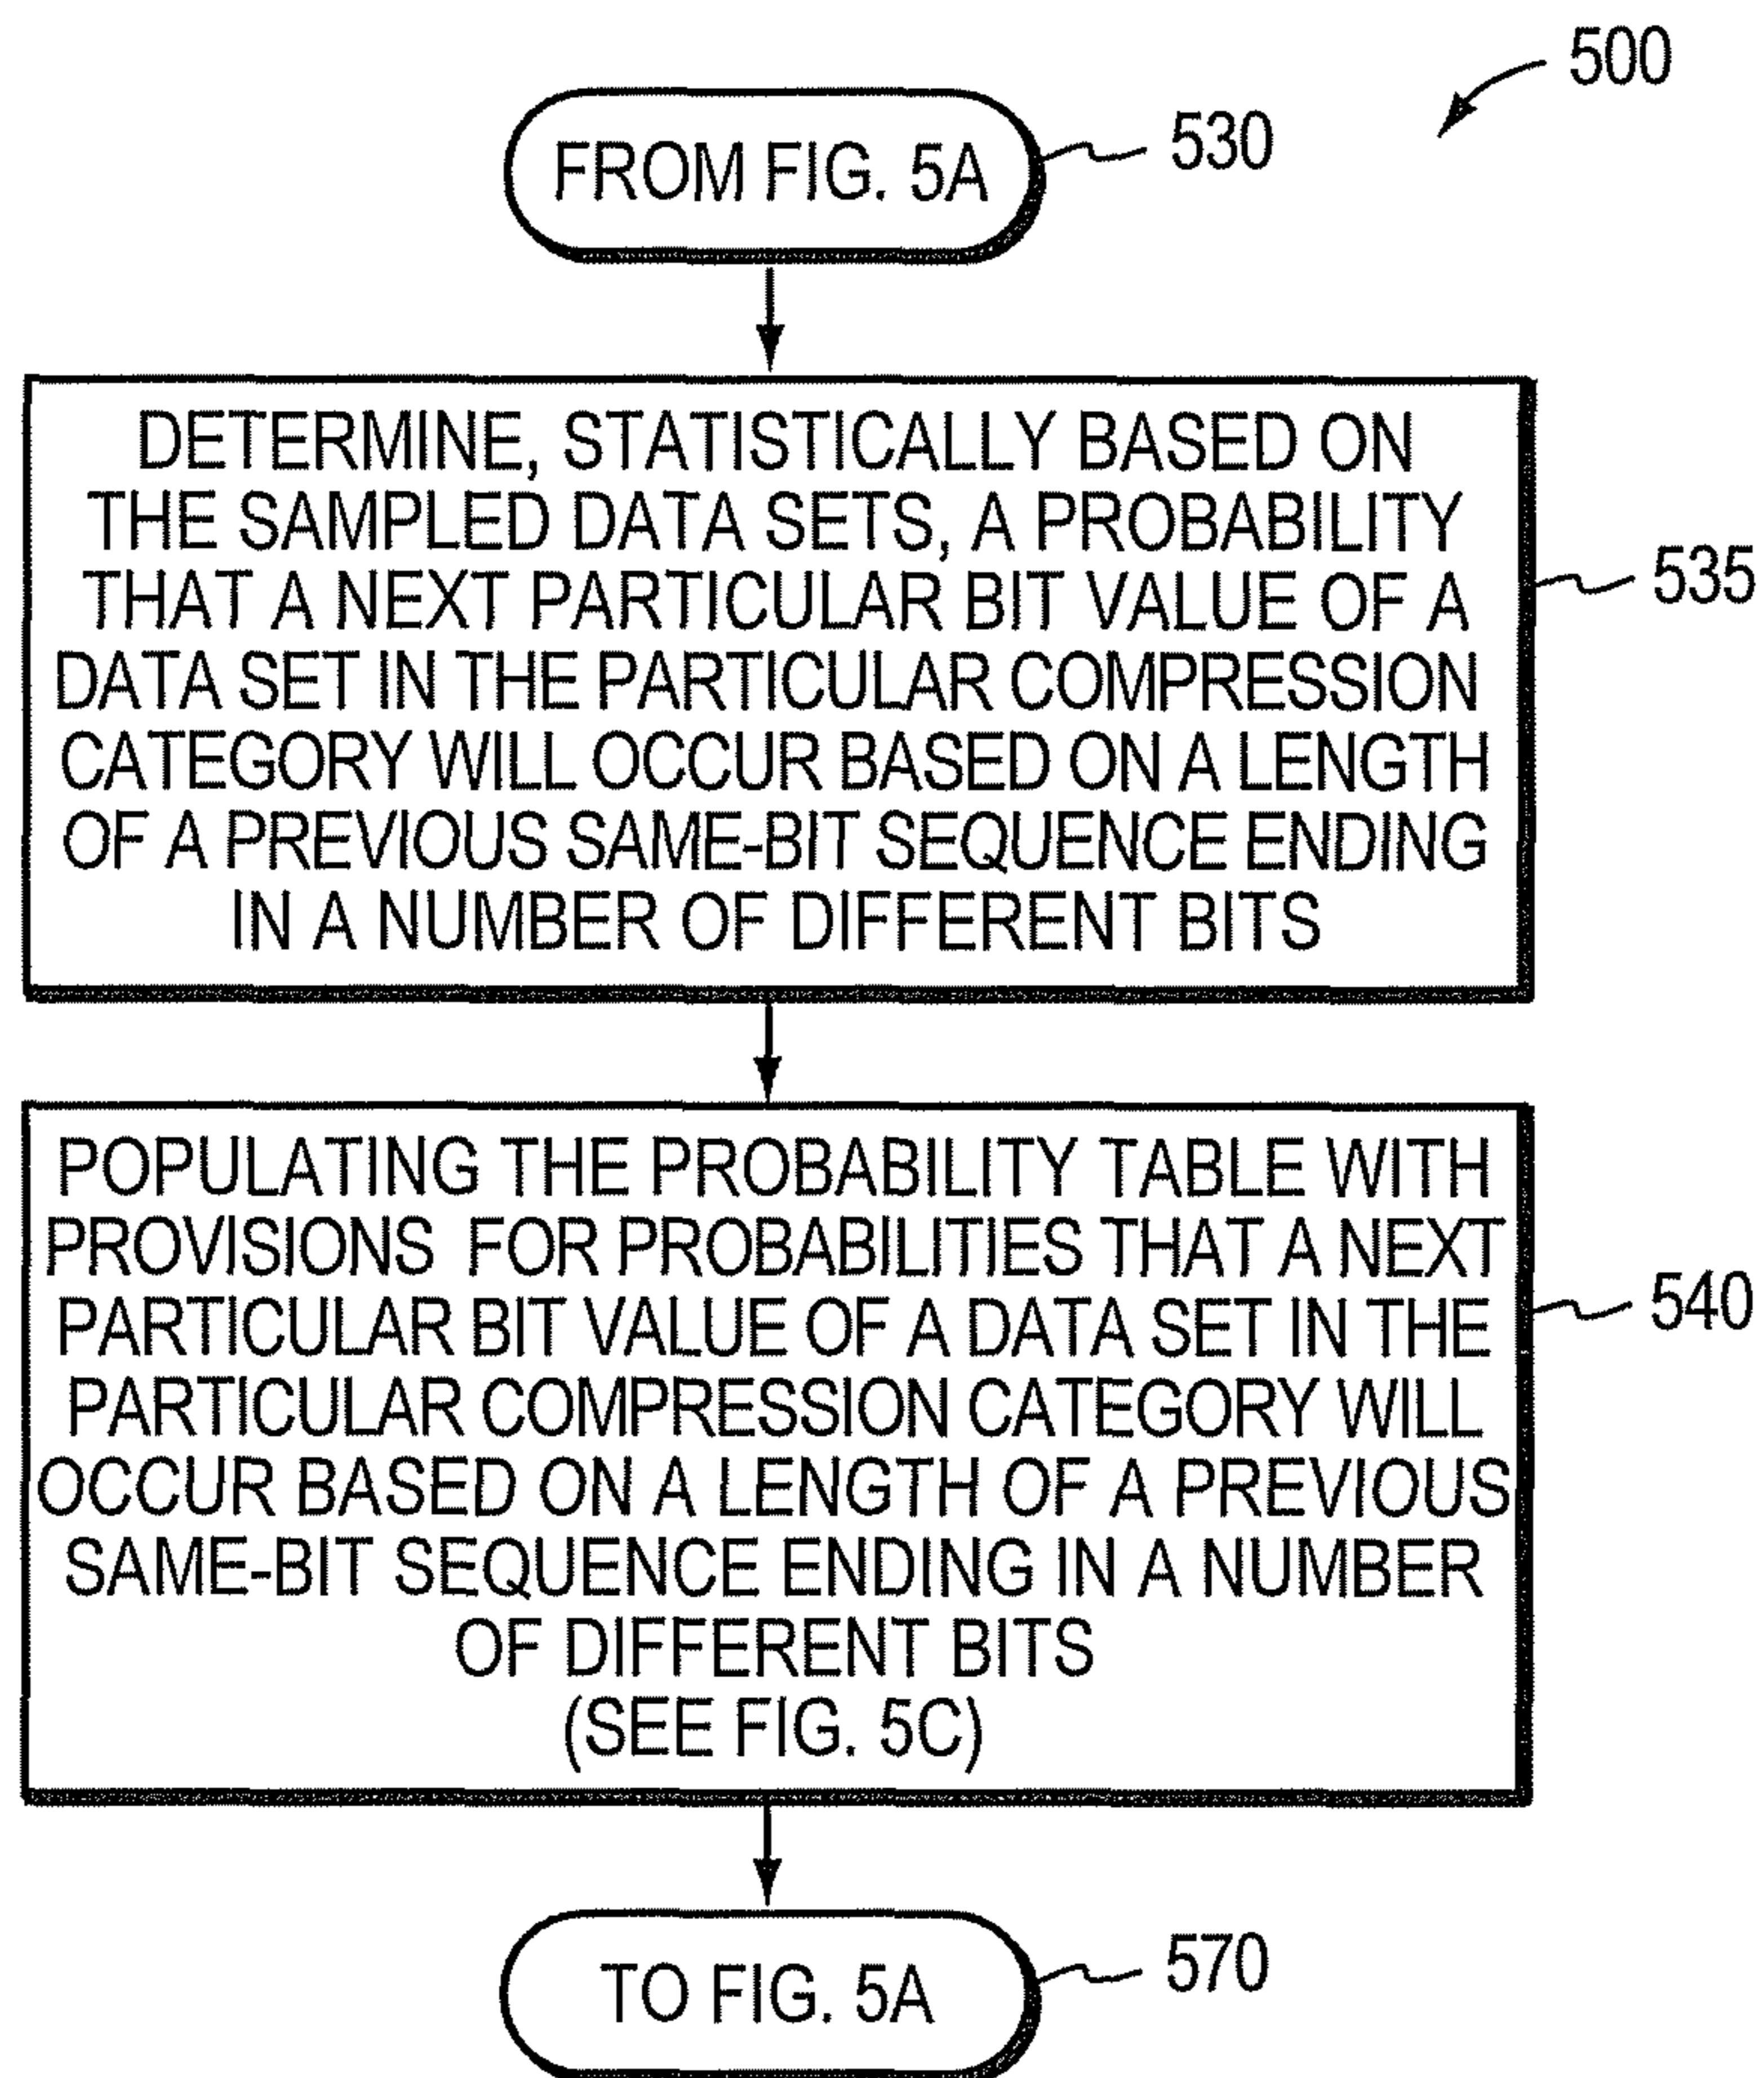 500
FROM FIG. 5A
530
DETERMINE, STATISTICALLY BASED ON
THE SAMPLED DATA SETS, A PROBABILITY
THAT A NEXT PARTICULAR BIT VALUE OF A
DATA SET IN THE PARTICULAR COMPRESSION
CATEGORY WILL OCCUR BASED ON A LENGTH
OF A PREVIOUS SAME-BIT SEQUENCE ENDING
IN A NUMBER OF DIFFERENT BITS
535
POPULATING THE PROBABILITY TABLE WITH
PROVISIONS FOR PROBABILITIES THAT A NEXT
PARTICULAR BIT VALUE OF A DATA SET IN THE
PARTICULAR COMPRESSION CATEGORY WILL
OCCUR BASED ON A LENGTH OF A PREVIOUS
SAME-BIT SEQUENCE ENDING IN A NUMBER
OF DIFFERENT BITS
(SEE FIG. 5C)
540
TO FIG. 5A
570